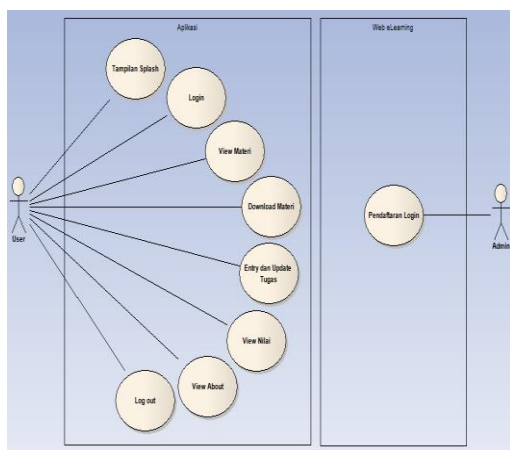 Aplikasi
Web eLearning
Tampilan Splash
Login
View Materi
Download Materi
Entry dan Update
Tugas
View Nilai
View About
Log out
User
Pendaftaran Login
Admin